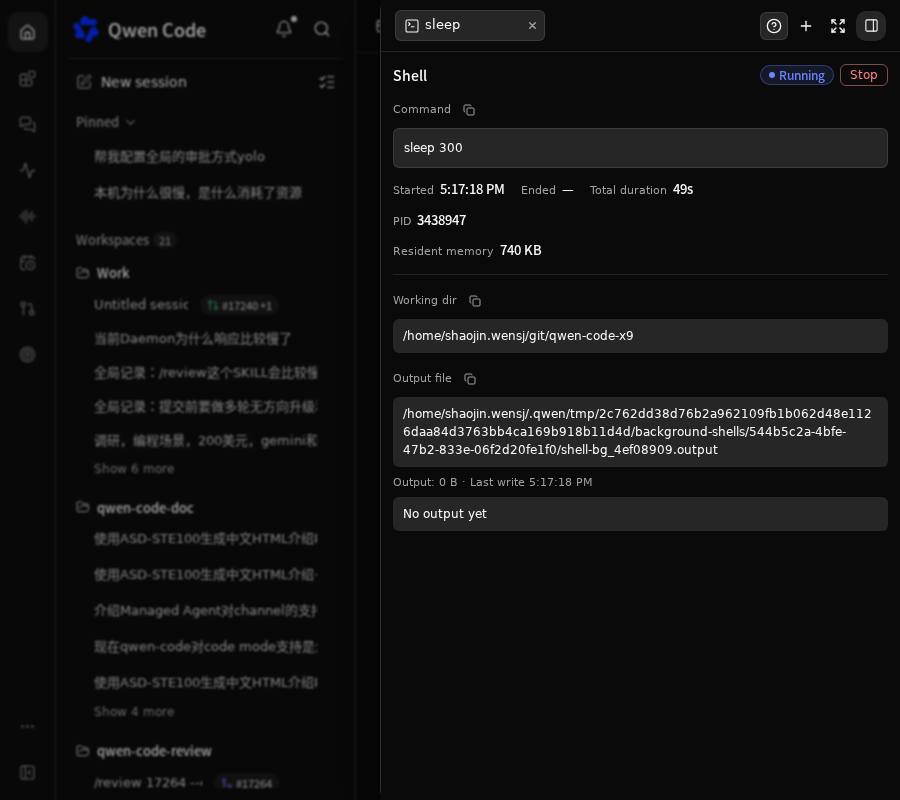 Qwen Code
New session
Pinned
帮我配置全局的审批方式yolo
本机为什么很慢，是什么消耗了资源
Workspaces 21
Work
Untitled sessic #17240+1
当前Daemon为什么响应比较慢了
全局记录：/review这个SKILL会比较慢
全局记录：提交前要做多轮无方向升级
调研，编程场景，200美元，gemini和
Show 6 more
qwen-code-doc
使用ASD-STE100生成中文HTML介绍
使用ASD-STE100生成中文HTML介绍
介绍Managed Agent对channel的支持
现在qwen-code对code mode支持是
使用ASD-STE100生成中文HTML介绍
Show 4 more
qwen-code-review
/review 17264 #17264
sleep
Shell
Running
Stop
Command
sleep 300
Started 5:17:18 PM Ended — Total duration 49s
PID 3438947
Resident memory 740 KB
Working dir
/home/shaojin.wensj/git/qwen-code-x9
Output file
/home/shaojin.wensj/.qwen/tmp/2c762dd38d76b2a962109fb1b062d48e112
6daa84d3763bb4ca169b918b11d4d/background-shells/544b5c2a-4bfe-
47b2-833e-06f2d20fe1f0/shell-bg_4ef08909.output
Output: 0 B · Last write 5:17:18 PM
No output yet